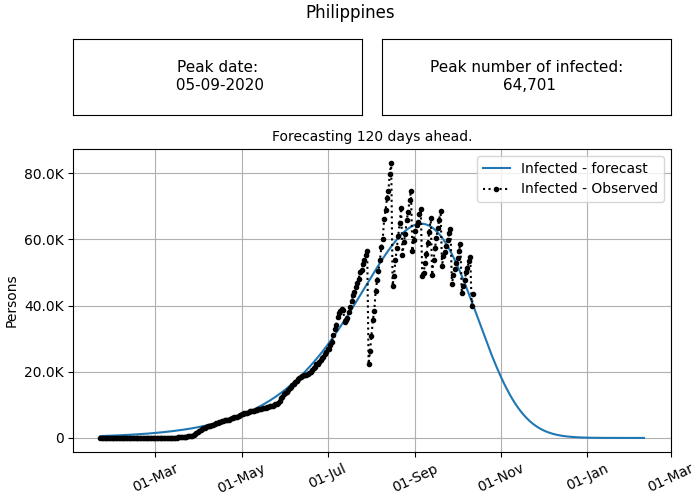 Philippines
Peak date:
05-09-2020
Peak number of infected:
64,701
Forecasting 120 days ahead.
Infected - forecast
Infected - Observed
80.0K
60.0K
40.0K
20.0K
0
Persons
01-Mar
01-May
01-Jul
01-Sep
01-Nov
01-Jan
01-Mar